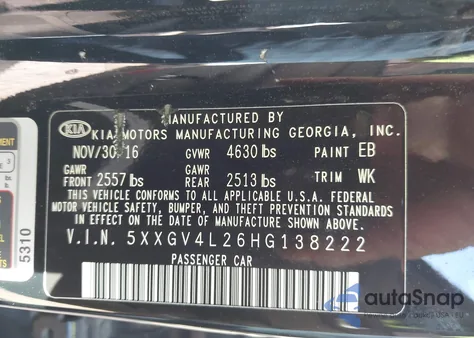 KIA
MANUFACTURED BY
KIA MOTORS MANUFACTURING GEORGIA, INC.
NOV/30/16 GVWR 4630 lbs PAINT EB
GAWR GAWR
FRONT 2557 lbs REAR 2513 lbs TRIM WK
THIS VEHICLE CONFORMS TO ALL APPLICABLE U.S.A. FEDERAL
MOTOR VEHICLE SAFETY, BUMPER, AND THEFT PREVENTION STANDARDS
IN EFFECT ON THE DATE OF MANUFACTURE SHOWN ABOVE.
V.I.N. 5XXGV4L26HG138222
PASSENGER CAR
5310
autoSnap